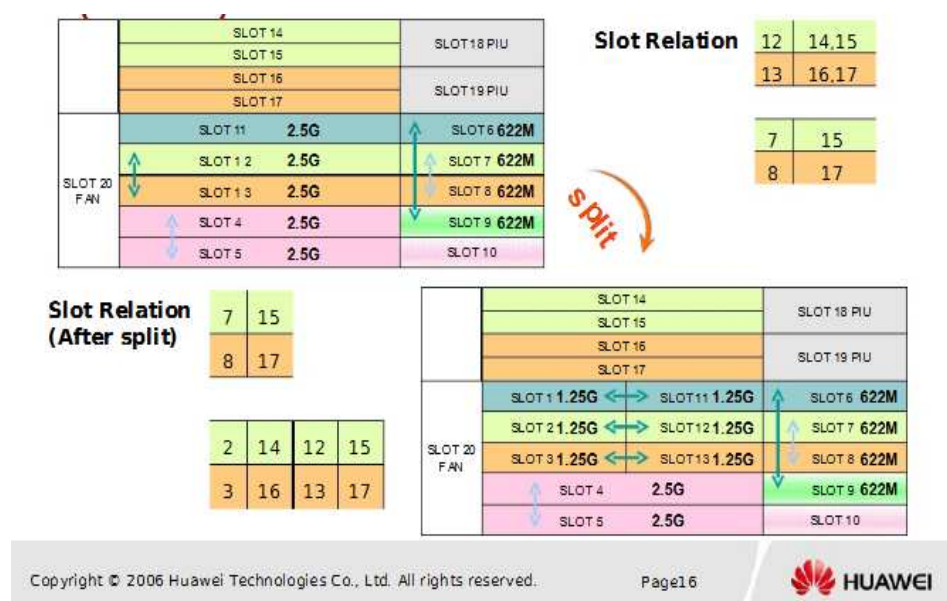 SLOT 14
SLOT 15
SLOT 16
SLOT 17
SLOT18 PIU
SLOT19 PIU
SLOT 20
FAN
SLOT 11 2.5G
SLOT 1 2 2.5G
SLOT 1 3 2.5G
SLOT 4 2.5G
SLOT 5 2.5G
SLOT6 622M
SLOT 7 622M
SLOT 8 622M
SLOT 9 622M
SLOT 10
Slot Relation
12 14,15
13 16,17
7 15
8 17
split
Slot Relation
(After split)
7 15
8 17
2 14 12 15
3 16 13 17
SLOT 14
SLOT 15
SLOT 16
SLOT 17
SLOT 18 PIU
SLOT 19 PIU
SLOT 20
FAN
SLOT 1 1.25G SLOT11 1.25G
SLOT 2 1.25G SLOT12 1.25G
SLOT 3 1.25G SLOT13 1.25G
SLOT 4 2.5G
SLOT 5 2.5G
SLOT6 622M
SLOT 7 622M
SLOT 8 622M
SLOT 9 622M
SLOT 10
Copyright © 2006 Huawei Technologies Co., Ltd. All rights reserved.
Page16
HUAWEI